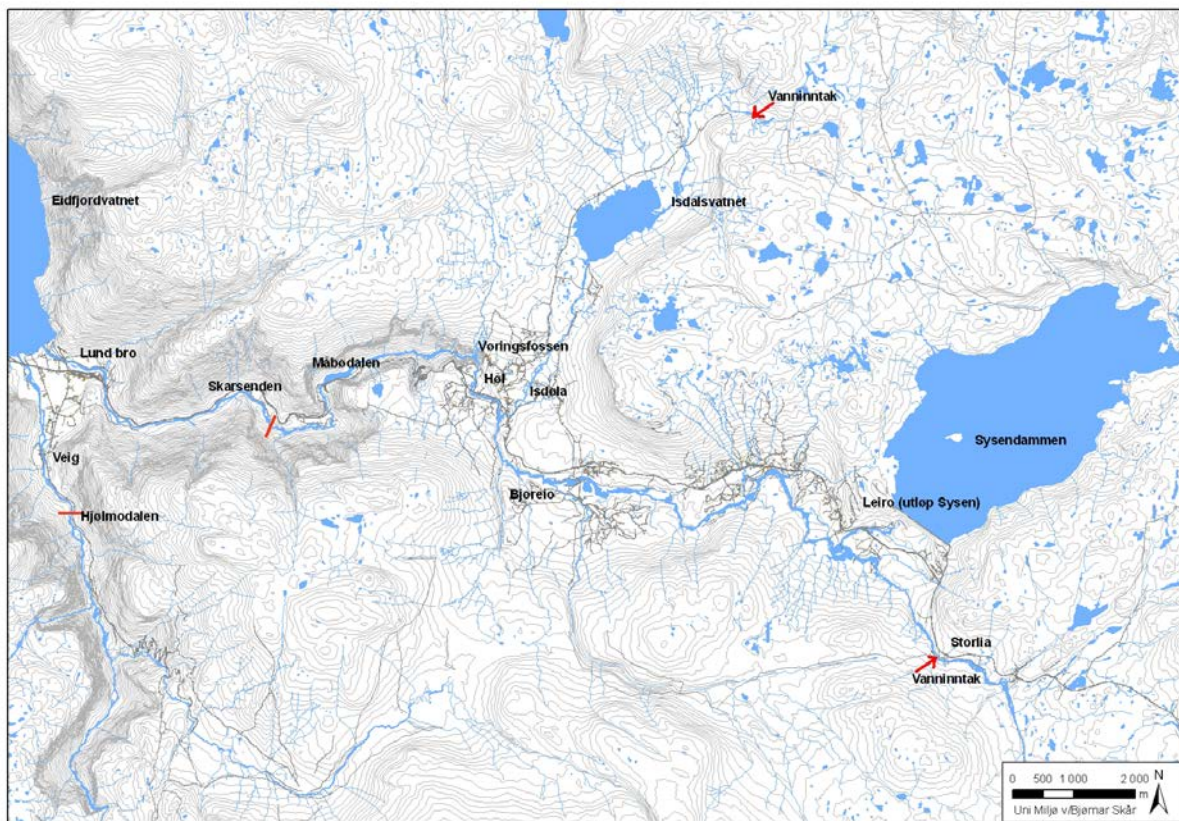 Vanninntak
Eidfjordvatnet
Isdalsvatnet
Lund bro
Voringsfossen
Måbødalen
Høl
Skarsenden
Isdøla
Sysendammen
Veig
Bjoreio
Leiro (utløp Sysen)
Hjølmodalen
Storlia
Vanninntak
0 500 1 000 2 000
m
N
Uni Miljø v/Bjørnar Skår